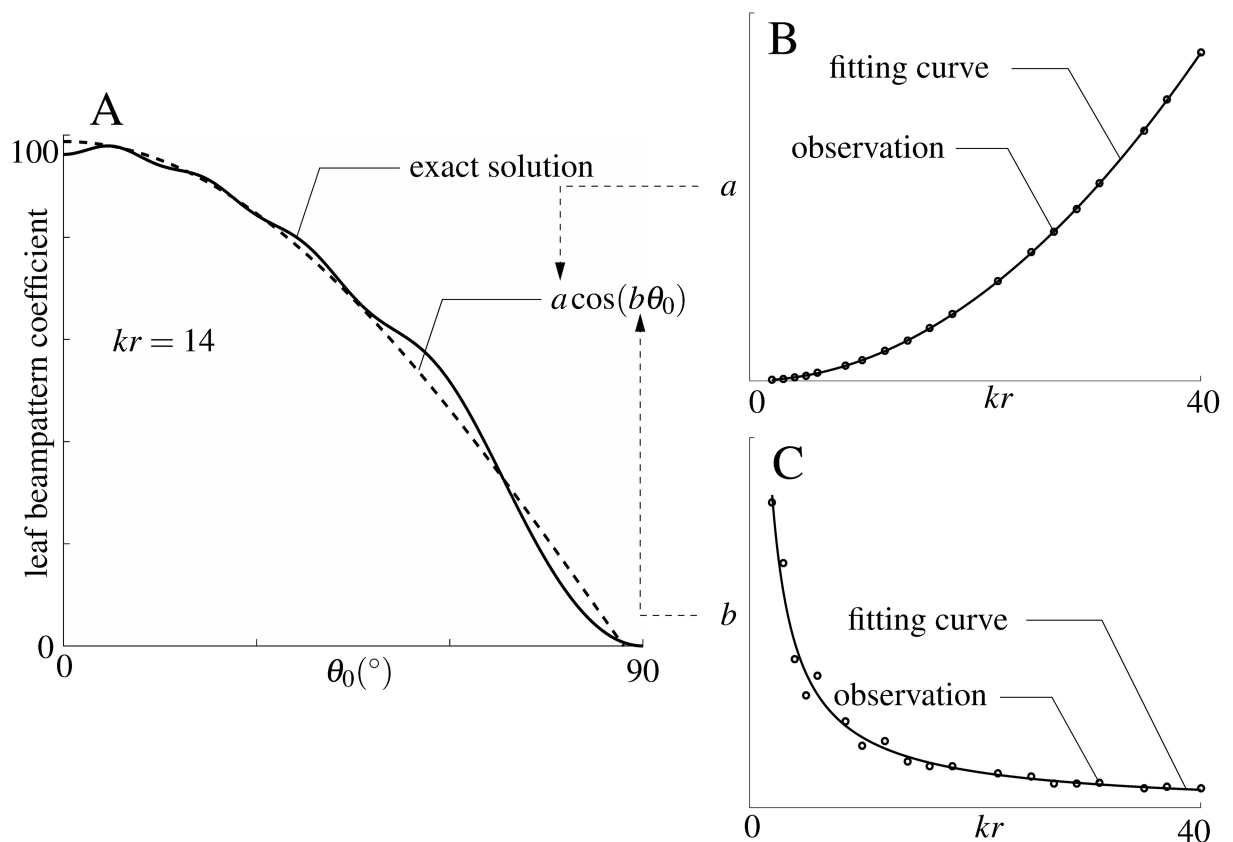 A
100
leaf beampattern coefficient
exact solution
a cos(bθ₀)
kr = 14
0
0
θ₀(°)
90
a
b
B
fitting curve
observation
0
kr
40
C
fitting curve
observation
0
kr
40